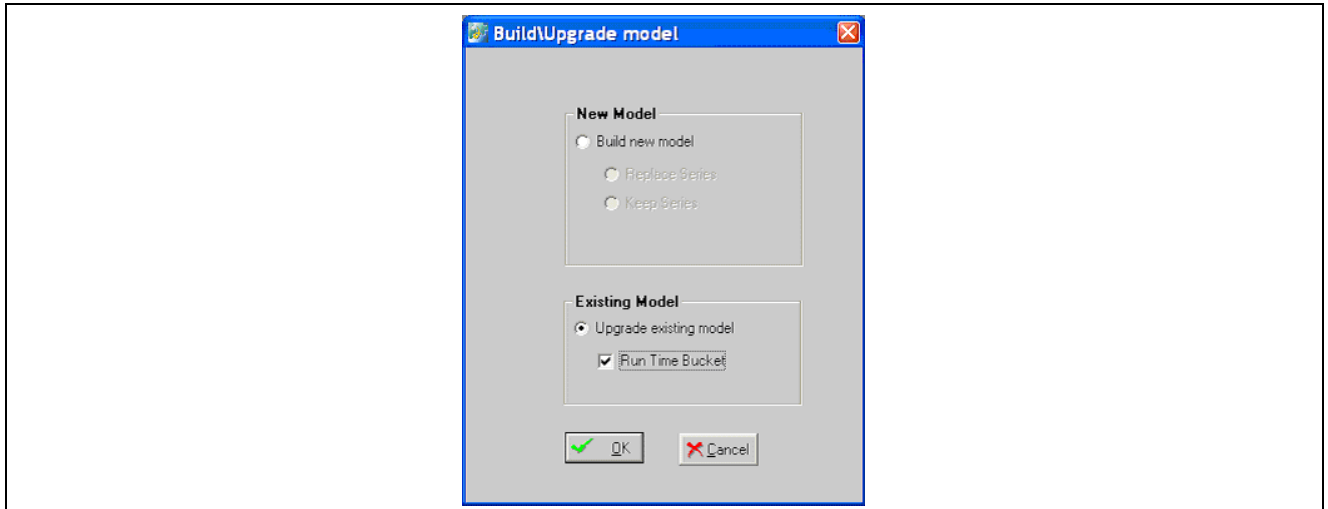 Build\Upgrade model
New Model
Build new model
Replace Series
Keep Series
Existing Model
Upgrade existing model
Run Time Bucket
OK
Cancel